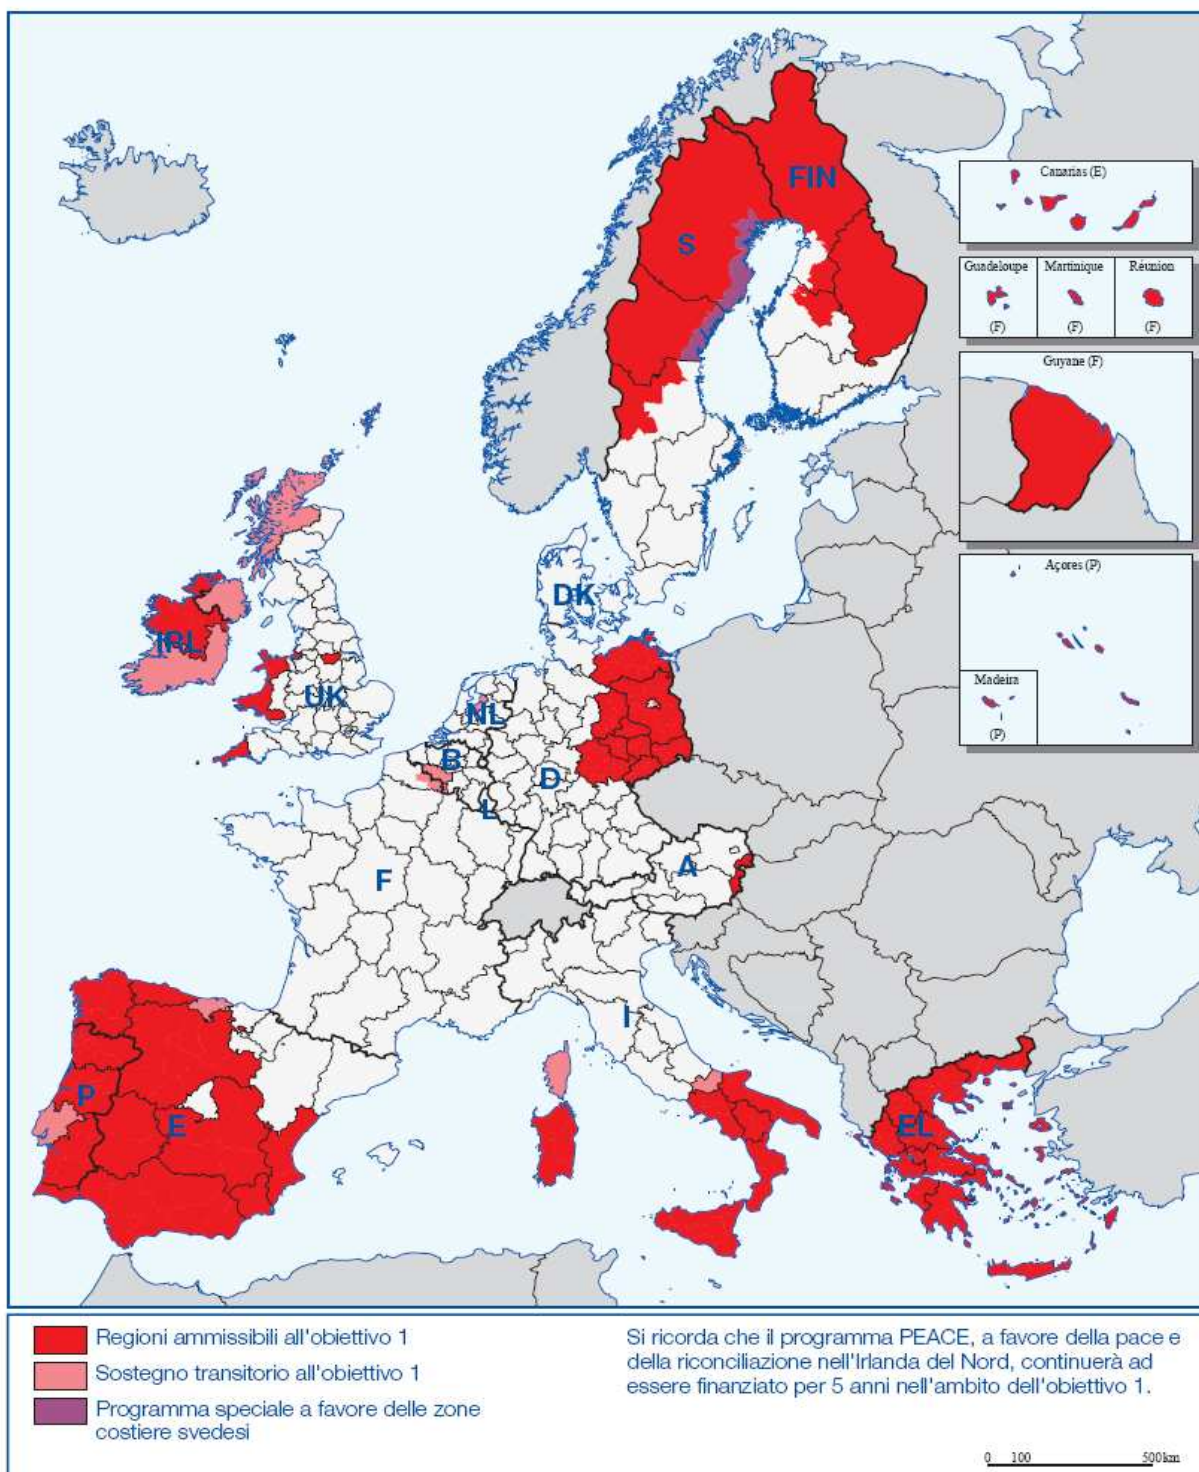 FIN
S
Canarias (E)
Guadeloupe
Martinique
Réunion
(F)
(F)
(F)
Guyane (F)
DK
IRL
UK
NL
B
D
L
Açores (P)
Madeira
(P)
F
A
I
P
E
EL
Regioni ammissibili all'obiettivo 1
Sostegno transitorio all'obiettivo 1
Programma speciale a favore delle zone
costiere svedesi
Si ricorda che il programma PEACE, a favore della pace e
della riconciliazione nell'Irlanda del Nord, continuerà ad
essere finanziato per 5 anni nell'ambito dell'obiettivo 1.
0 100 500km